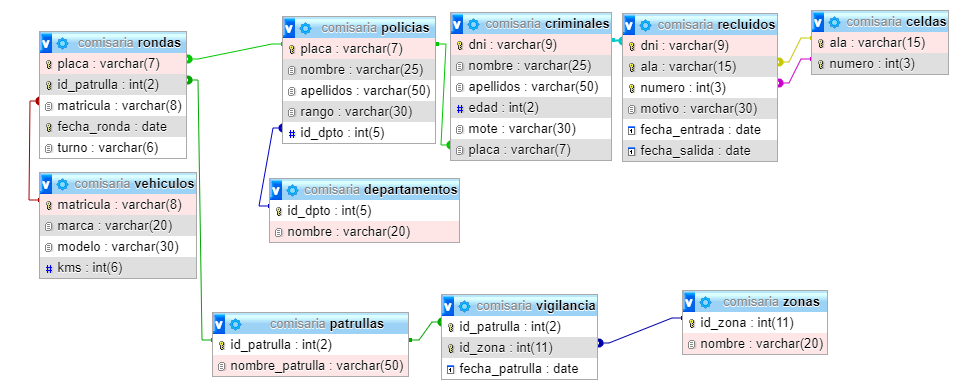 comisaria rondas
placa : varchar(7)
id_patrulla : int(2)
matricula : varchar(8)
fecha_ronda : date
turno : varchar(6)
comisaria vehiculos
matricula : varchar(8)
marca : varchar(20)
modelo : varchar(30)
kms : int(6)
comisaria policias
placa : varchar(7)
nombre : varchar(25)
apellidos : varchar(50)
rango : varchar(30)
id_dpto : int(5)
comisaria departamentos
id_dpto : int(5)
nombre : varchar(20)
comisaria criminales
dni : varchar(9)
nombre : varchar(25)
apellidos : varchar(50)
edad : int(2)
mote : varchar(30)
placa : varchar(7)
comisaria recluidos
dni : varchar(9)
ala : varchar(15)
numero : int(3)
motivo : varchar(30)
fecha_entrada : date
fecha_salida : date
comisaria celdas
ala : varchar(15)
numero : int(3)
comisaria patrullas
id_patrulla : int(2)
nombre_patrulla : varchar(50)
comisaria vigilancia
id_patrulla : int(2)
id_zona : int(11)
fecha_patrulla : date
comisaria zonas
id_zona : int(11)
nombre : varchar(20)